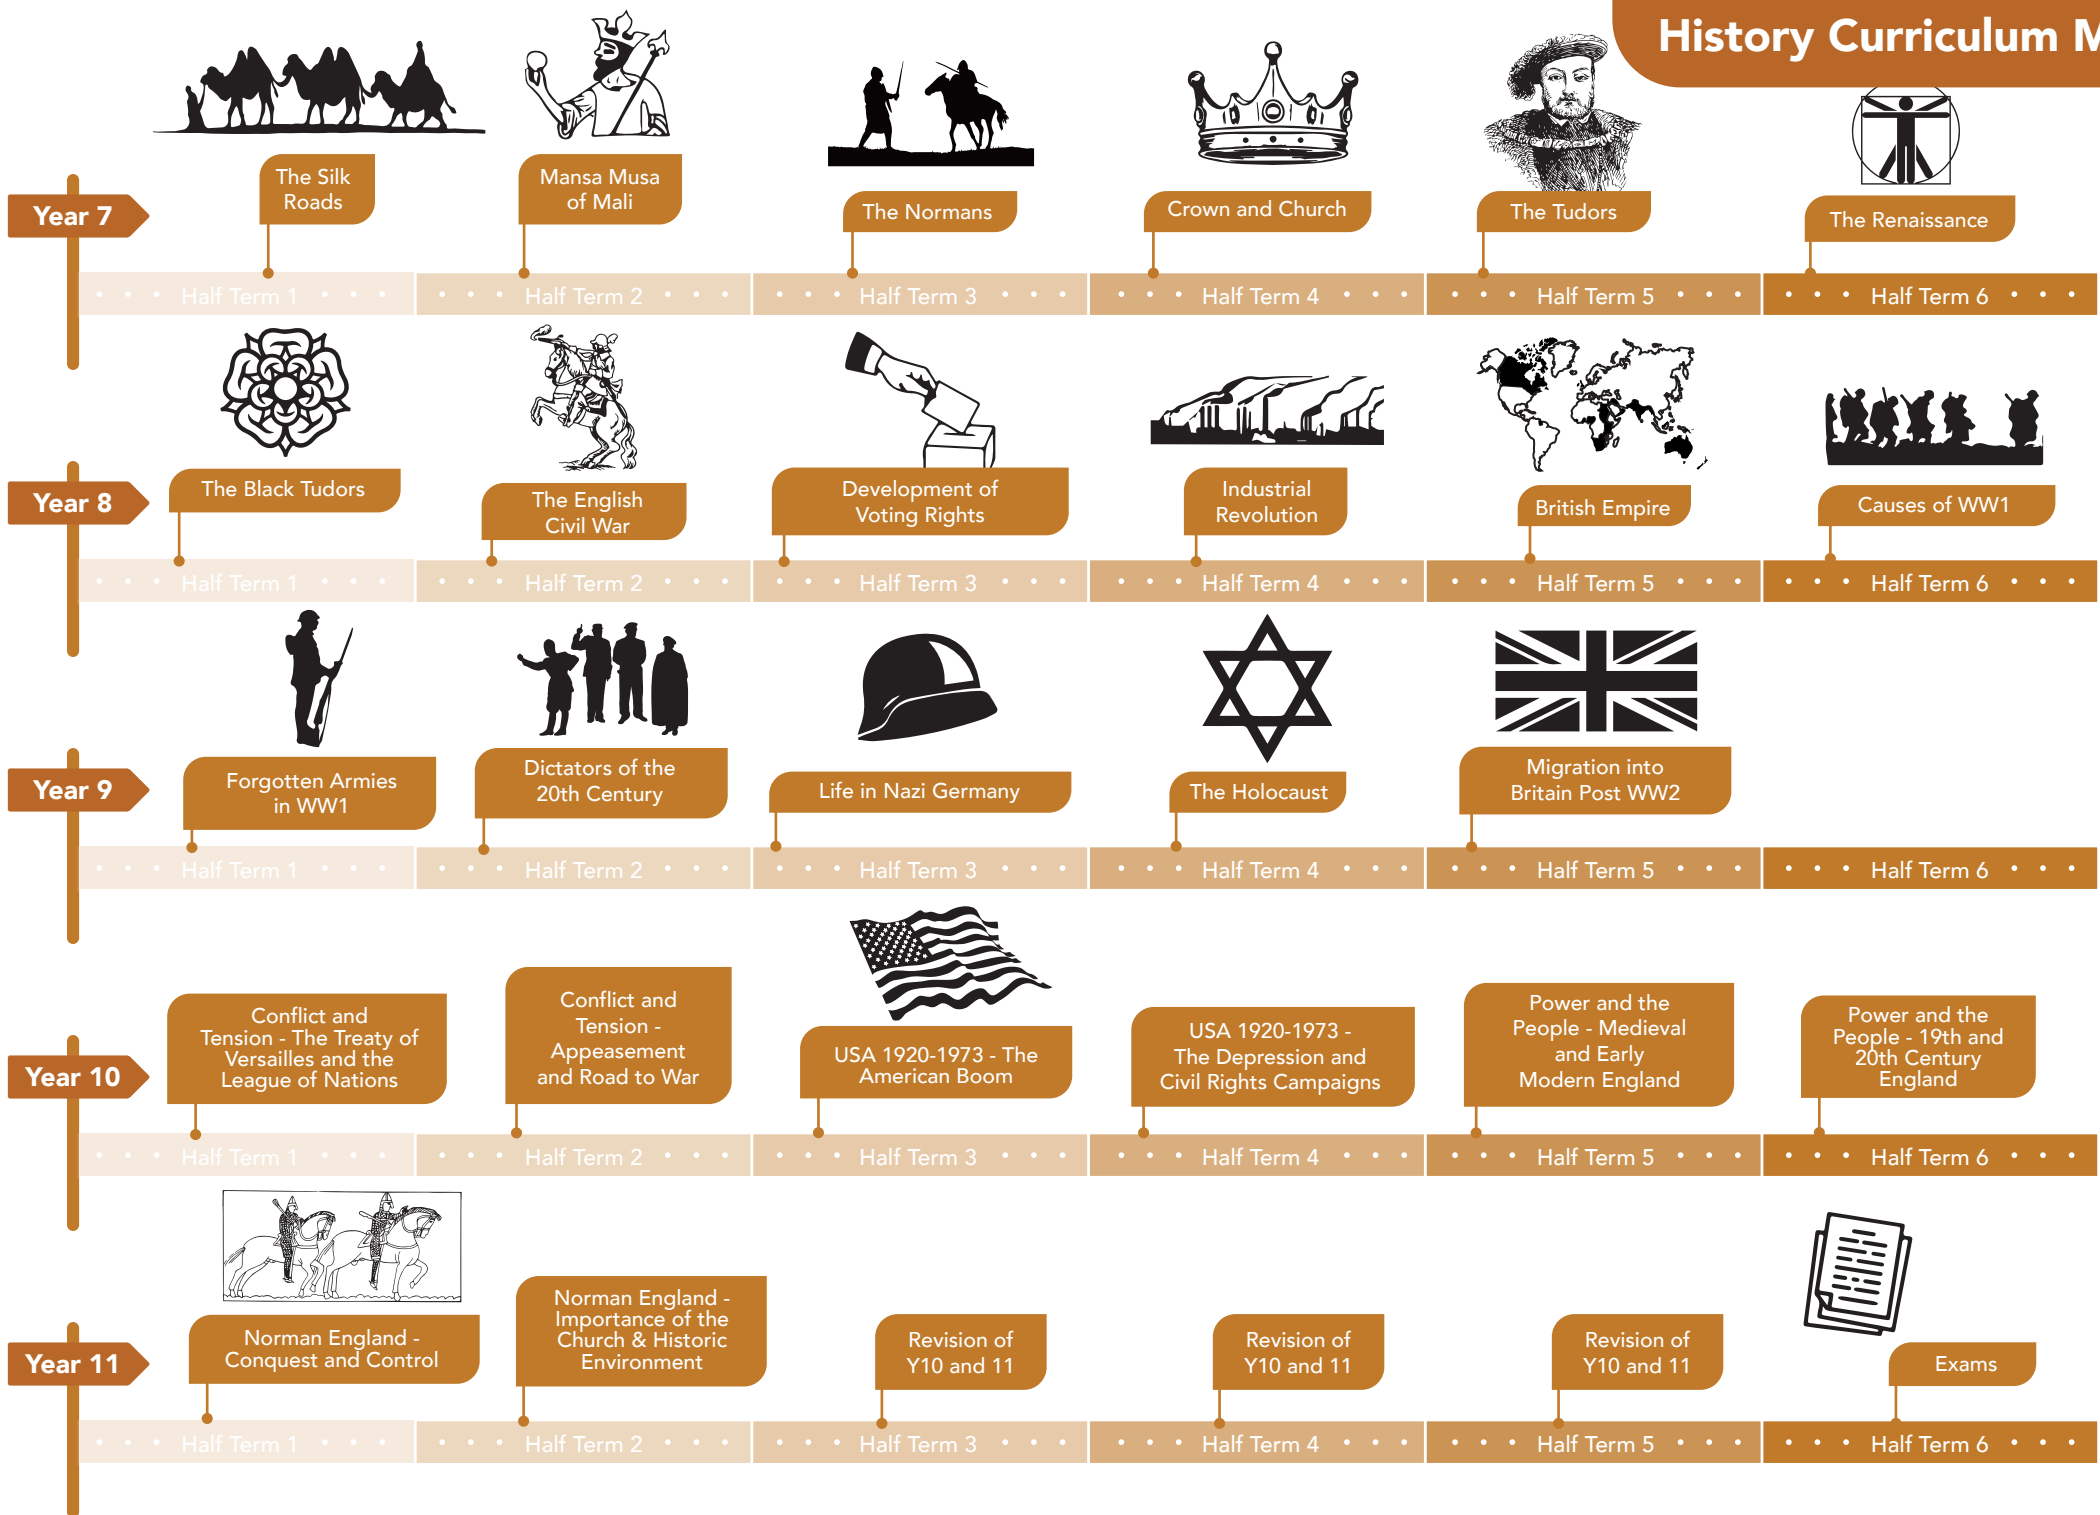 History Curriculum M
The Silk
Roads
Mansa Musa
of Mali
The Normans
Crown and Church
The Tudors
The Renaissance
Year 7
Half Term 1
Half Term 2
Half Term 3
Half Term 4
Half Term 5
Half Term 6
The Black Tudors
The English
Civil War
Development of
Voting Rights
Industrial
Revolution
British Empire
Causes of WW1
Year 8
Half Term 1
Half Term 2
Half Term 3
Half Term 4
Half Term 5
Half Term 6
Forgotten Armies
in WW1
Dictators of the
20th Century
Life in Nazi Germany
The Holocaust
Migration into
Britain Post WW2
Year 9
Half Term 1
Half Term 2
Half Term 3
Half Term 4
Half Term 5
Half Term 6
Conflict and
Tension - The Treaty of
Versailles and the
League of Nations
Conflict and
Tension -
Appeasement
and Road to War
USA 1920-1973 - The
American Boom
USA 1920-1973 -
The Depression and
Civil Rights Campaigns
Power and the
People - Medieval
and Early
Modern England
Power and the
People - 19th and
20th Century
England
Year 10
Half Term 1
Half Term 2
Half Term 3
Half Term 4
Half Term 5
Half Term 6
Norman England -
Conquest and Control
Norman England -
Importance of the
Church & Historic
Environment
Revision of
Y10 and 11
Revision of
Y10 and 11
Revision of
Y10 and 11
Exams
Year 11
Half Term 1
Half Term 2
Half Term 3
Half Term 4
Half Term 5
Half Term 6